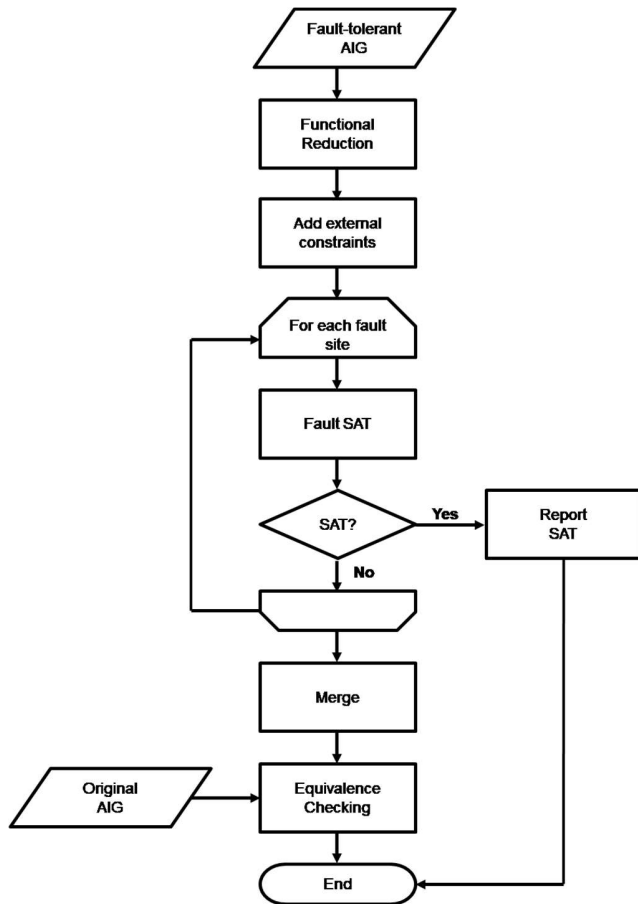 Fault-tolerant
AIG
Functional
Reduction
Add external
constraints
For each fault
site
Fault SAT
SAT?
Yes
Report
SAT
No
Merge
Original
AIG
Equivalence
Checking
End